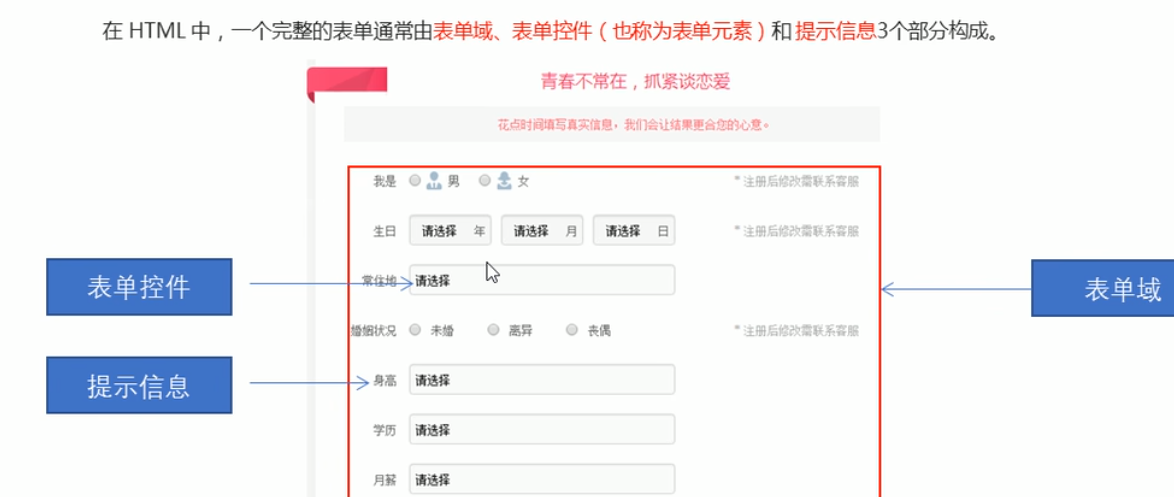 在 HTML 中，一个完整的表单通常由表单域、表单控件（也称为表单元素）和 提示信息3个部分构成。
青春不常在，抓紧谈恋爱
花点时间填写真实信息，我们会让结果更合您的心意。
我是 男 女 * 注册后修改需联系客服
生日 请选择 年 请选择 月 请选择 日 * 注册后修改需联系客服
表单控件 常住地 请选择 表单域
婚姻状况 未婚 离异 丧偶 * 注册后修改需联系客服
提示信息 身高 请选择
学历 请选择
月薪 请选择